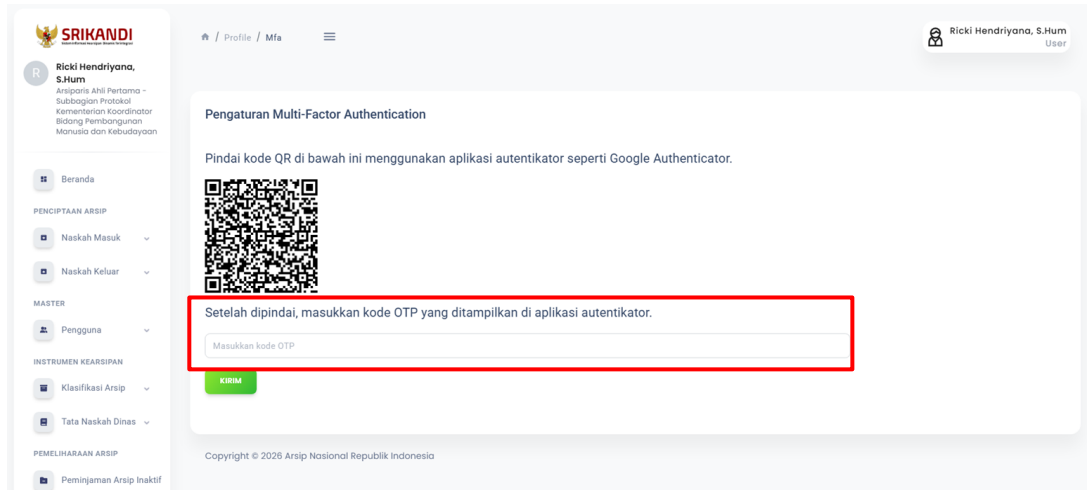 SRIKANDI
R
Ricki Hendriyana,
S.Hum
Arsiparis Ahli Pertama -
Subbagian Protokol
Kementerian Koordinator
Bidang Pembangunan
Manusia dan Kebudayaan
Beranda
PENCIPTAAN ARSIP
Naskah Masuk
Naskah Keluar
MASTER
Pengguna
INSTRUMEN KEARSIPAN
Klasifikasi Arsip
Tata Naskah Dinas
PEMELIHARAAN ARSIP
Peminjaman Arsip Inaktif
/ Profile / Mfa
Ricki Hendriyana, S.Hum
User
Pengaturan Multi-Factor Authentication
Pindai kode QR di bawah ini menggunakan aplikasi autentikator seperti Google Authenticator.
Setelah dipindai, masukkan kode OTP yang ditampilkan di aplikasi autentikator.
Masukkan kode OTP
KIRIM
Copyright © 2026 Arsip Nasional Republik Indonesia